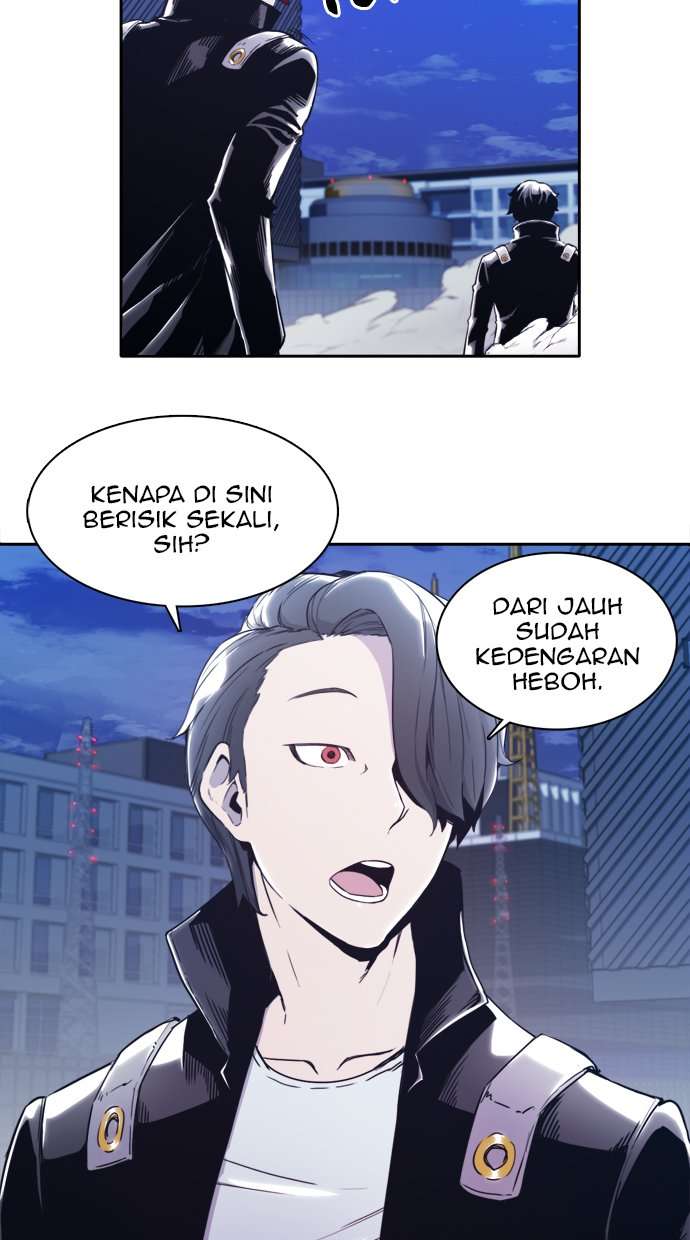 KENAPA DI SINI
BERISIK SEKALI,
SIH?
DARI JAUH
SUDAH
KEDENGARAN
HEBOH.